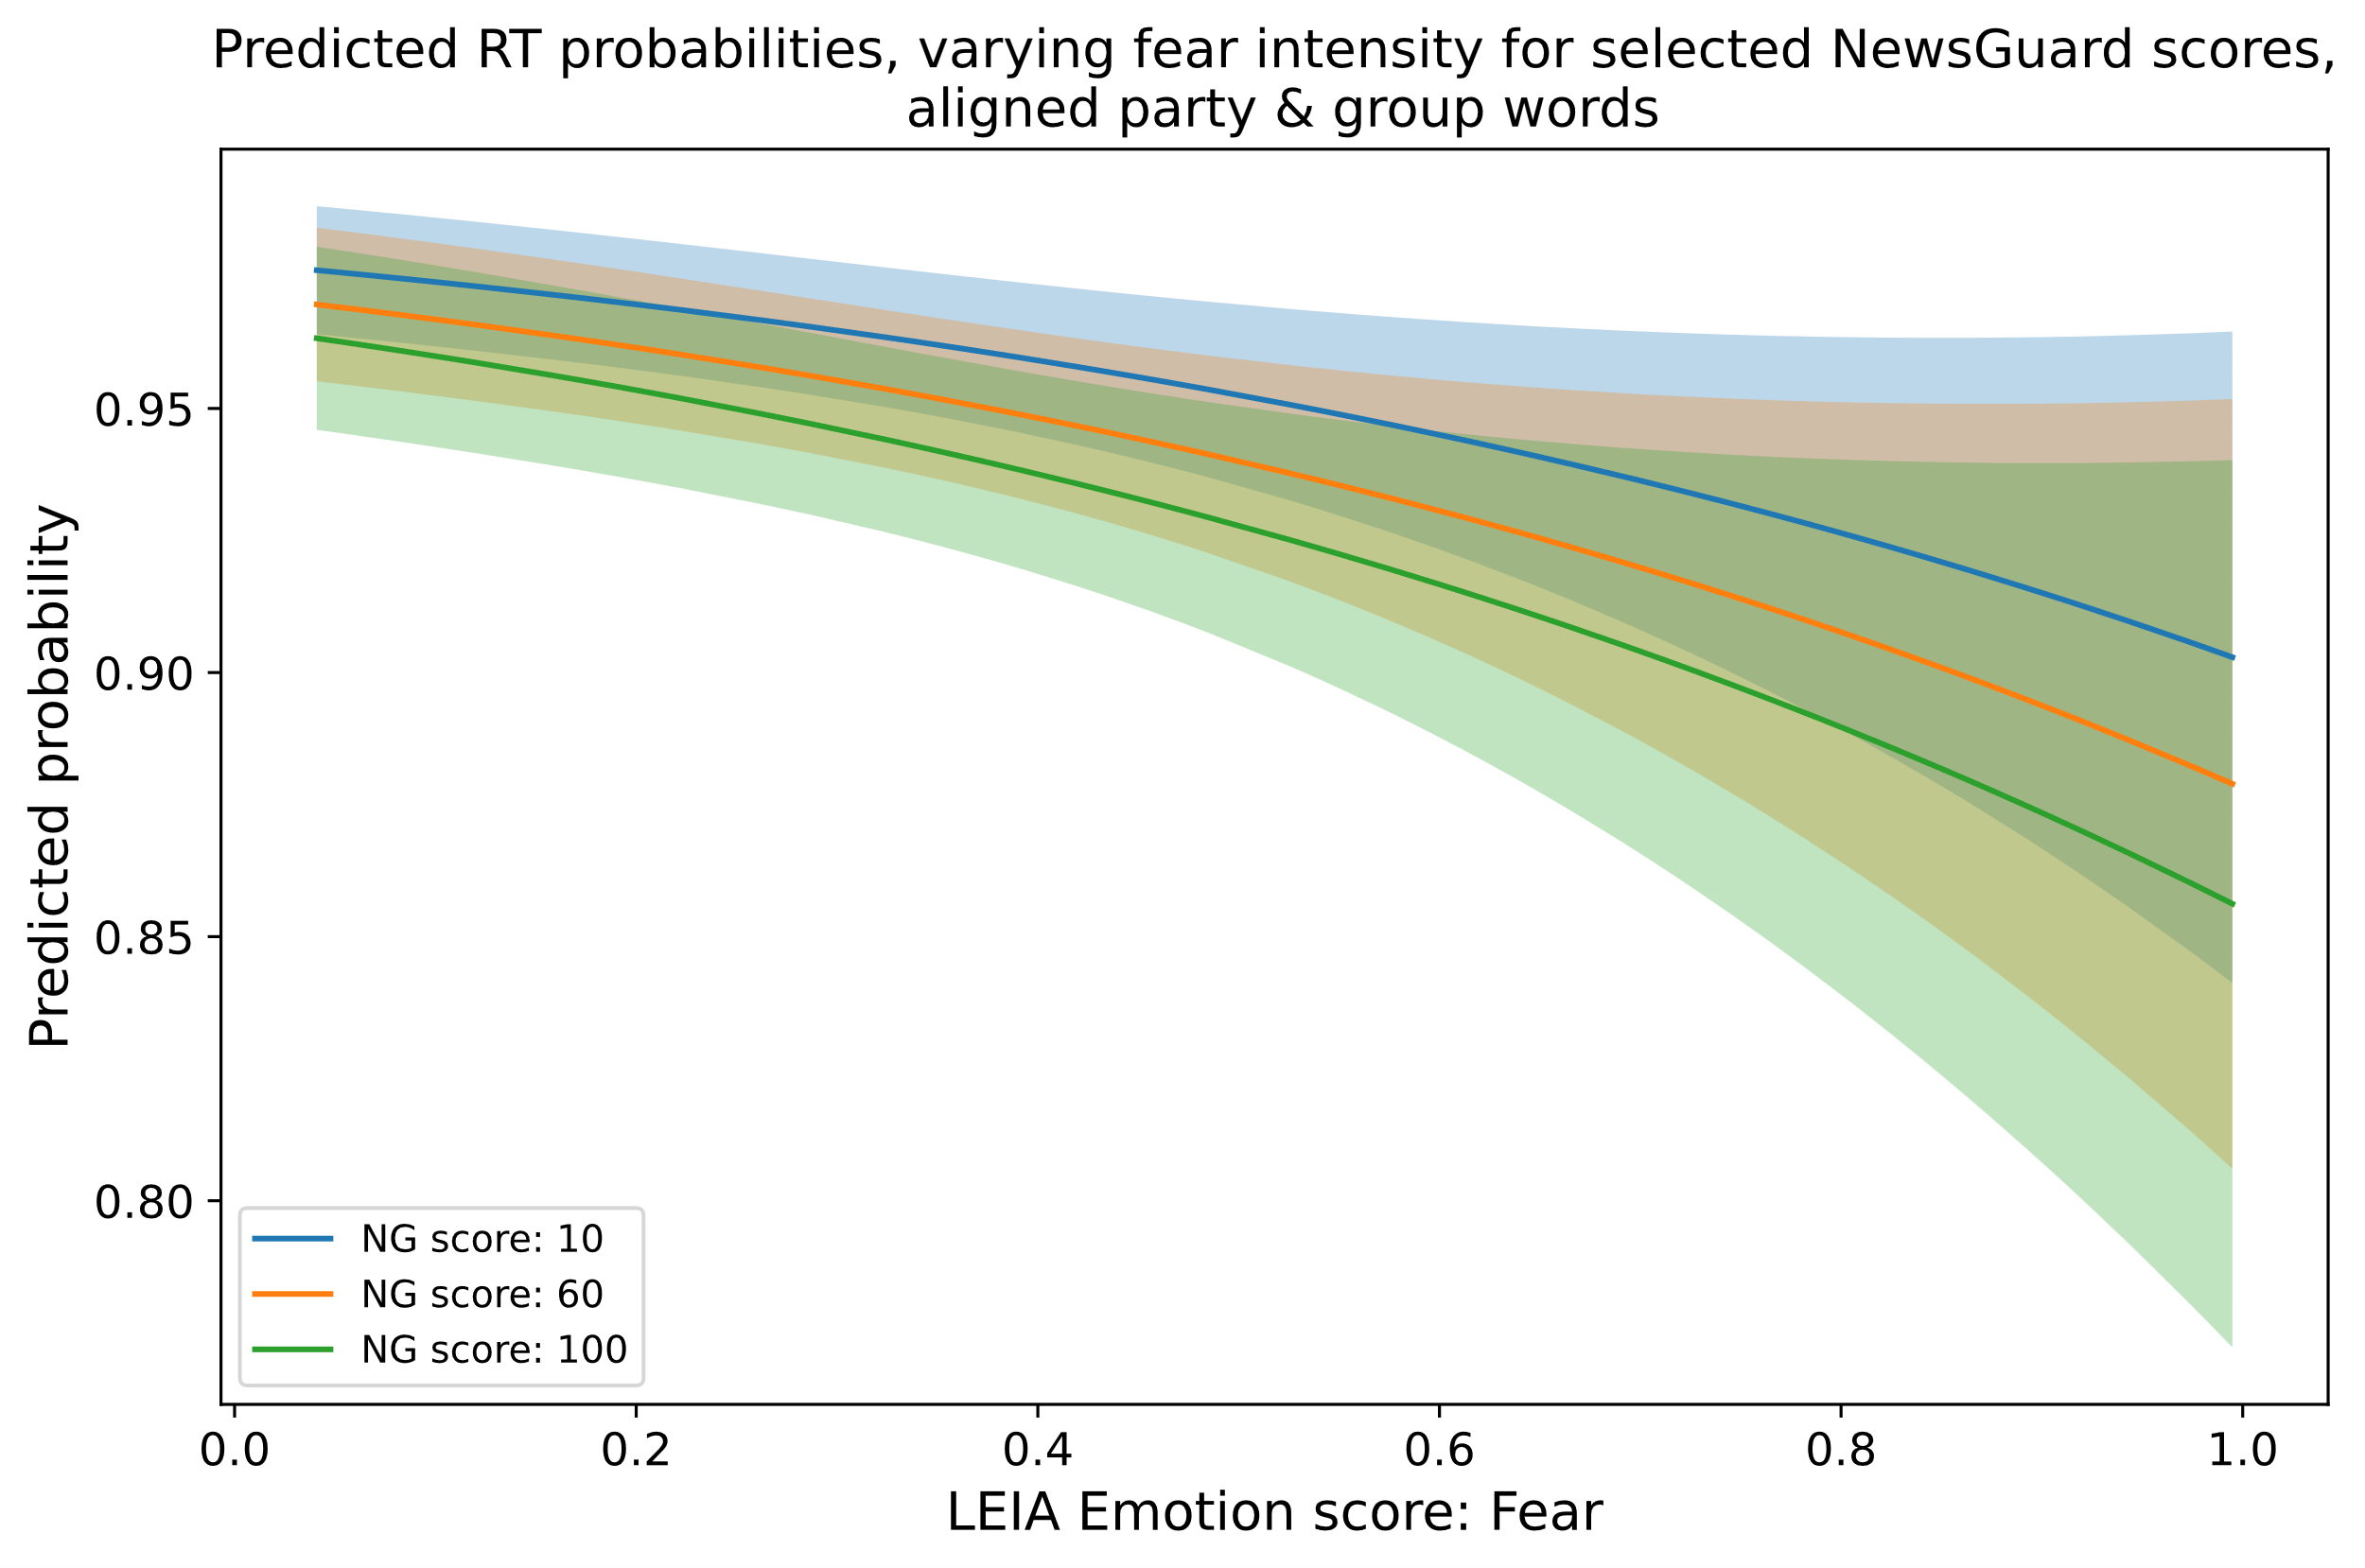 Predicted RT probabilities, varying fear intensity for selected NewsGuard scores,
aligned party & group words
Predicted probability
0.95
0.90
0.85
0.80
NG score: 10
NG score: 60
NG score: 100
0.0 0.2 0.4 0.6 0.8 1.0
LEIA Emotion score: Fear